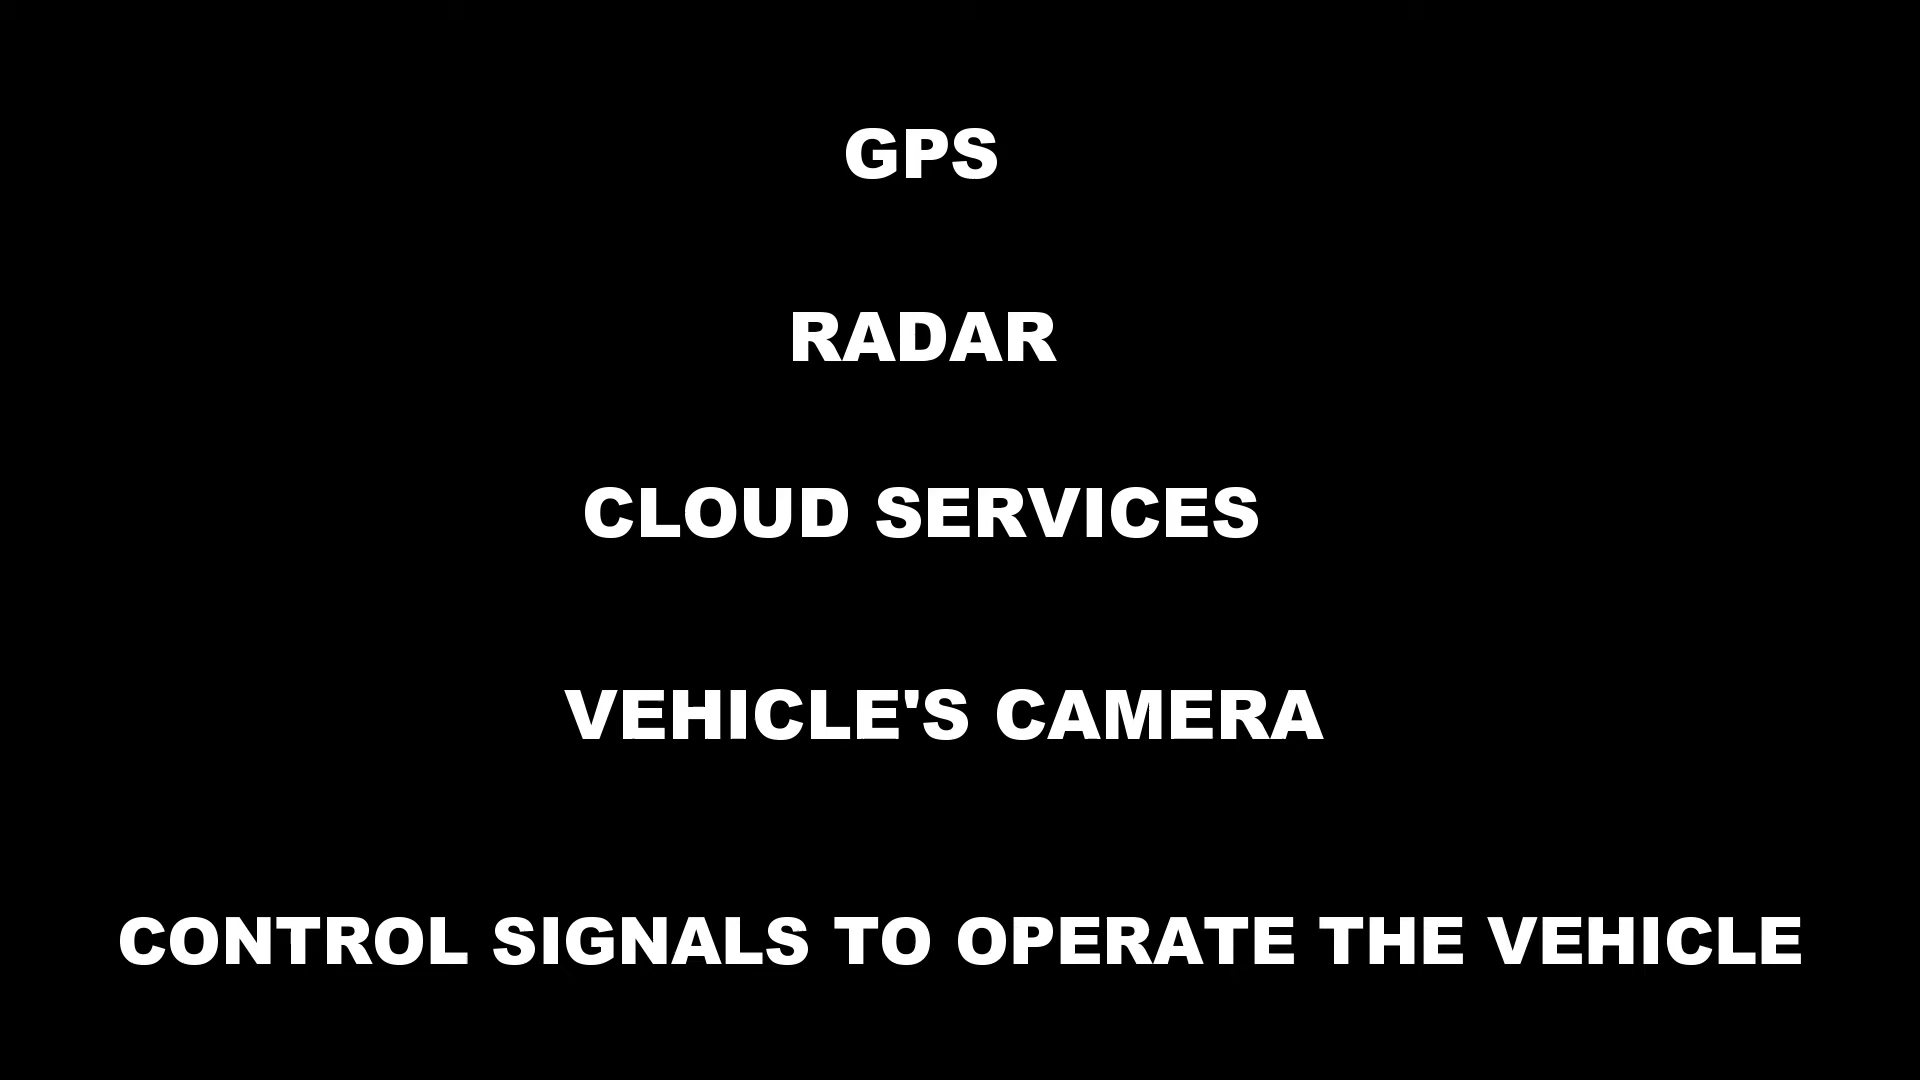 GPS
RADAR
CLOUD SERVICES
VEHICLE'S CAMERA
CONTROL SIGNALS TO OPERATE THE VEHICLE